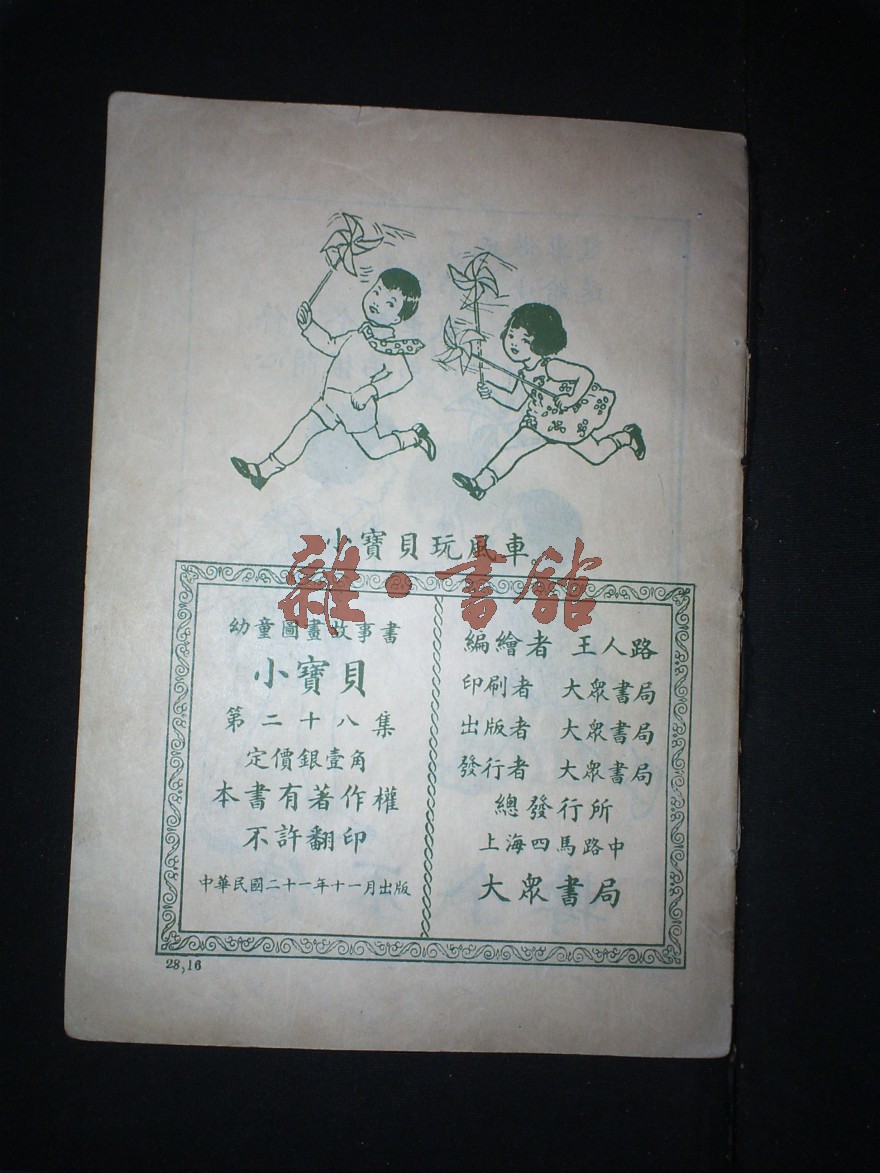 小寶貝玩風車
雜·書館
幼童圖畫故事書
小寶貝
第二十八集
定價銀壹角
本書有著作權
不許翻印
中華民國二十一年十一月出版
編繪者 王人路
印刷者 大眾書局
出版者 大眾書局
發行者 大眾書局
總發行所
上海四馬路中
大眾書局
28,16